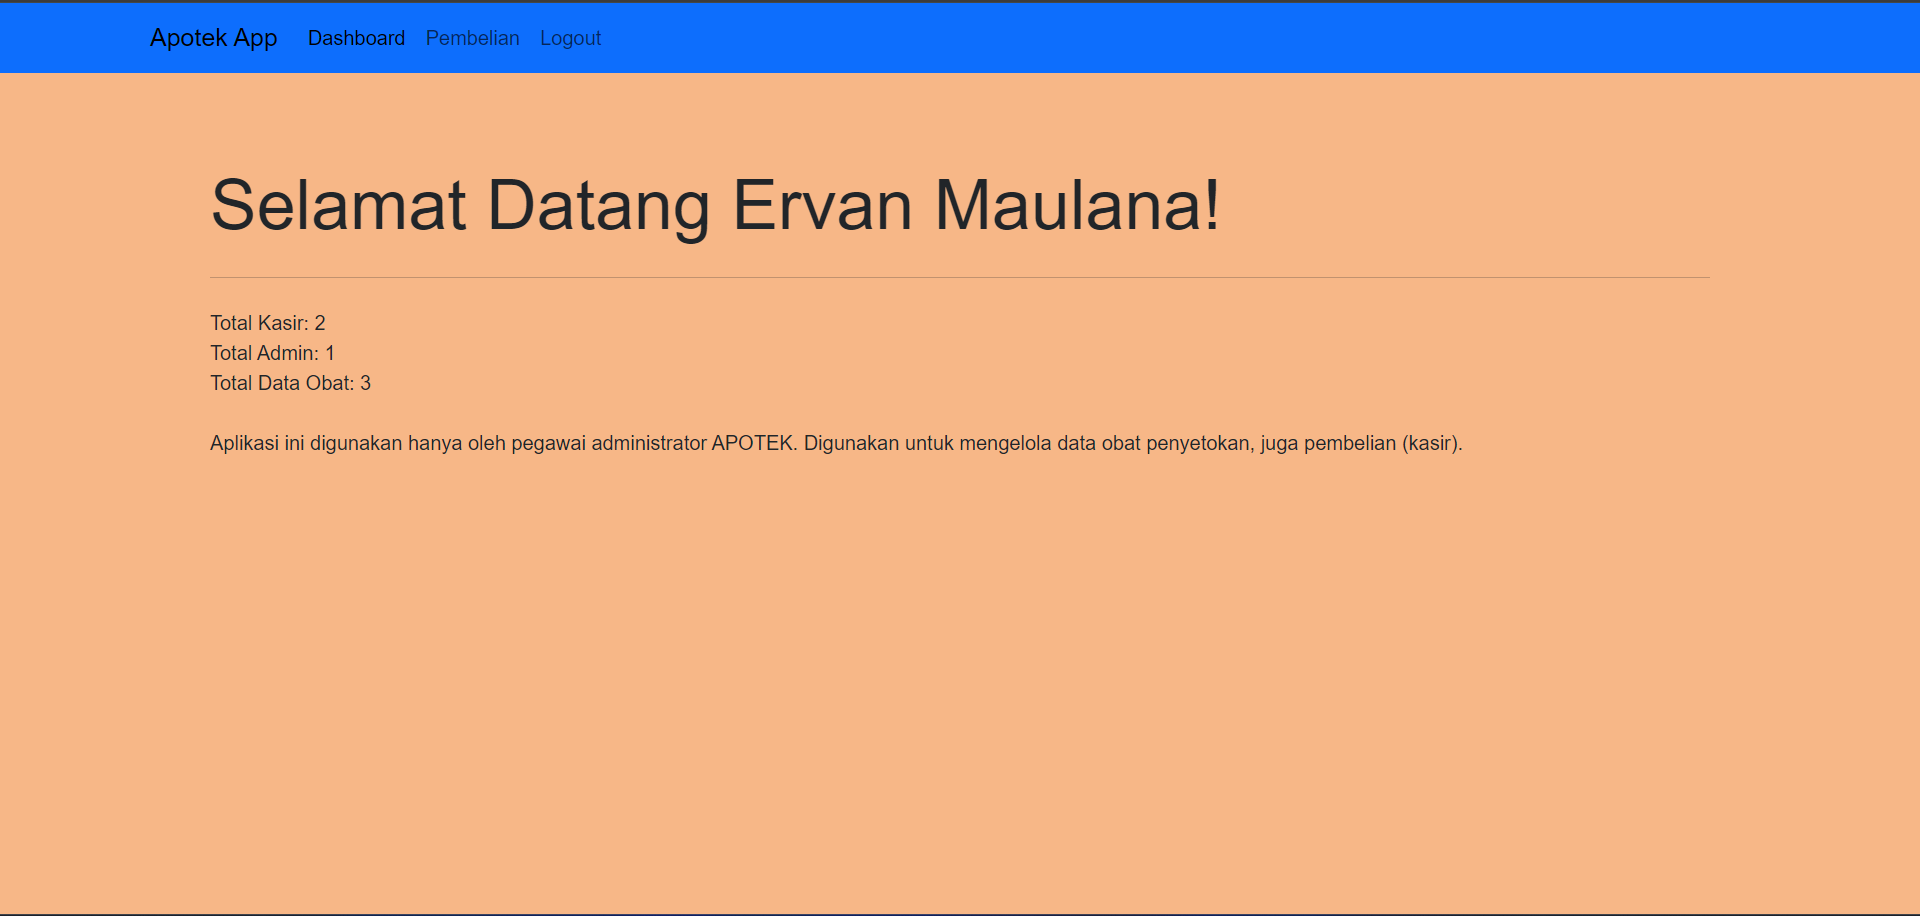 Apotek App Dashboard Pembelian Logout
Selamat Datang Ervan Maulana!
Total Kasir: 2
Total Admin: 1
Total Data Obat: 3
Aplikasi ini digunakan hanya oleh pegawai administrator APOTEK. Digunakan untuk mengelola data obat penyetokan, juga pembelian (kasir).